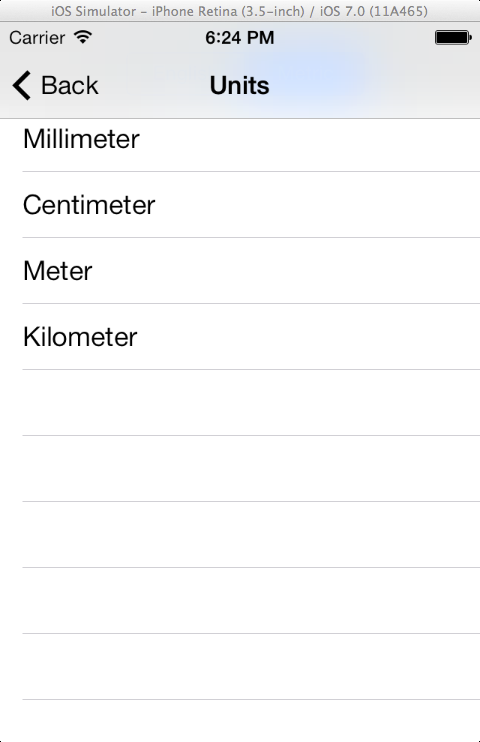 iOS Simulator - iPhone Retina (3.5-inch) / iOS 7.0 (11A465)
Carrier 6:24 PM
Back Units
Millimeter
Centimeter
Meter
Kilometer